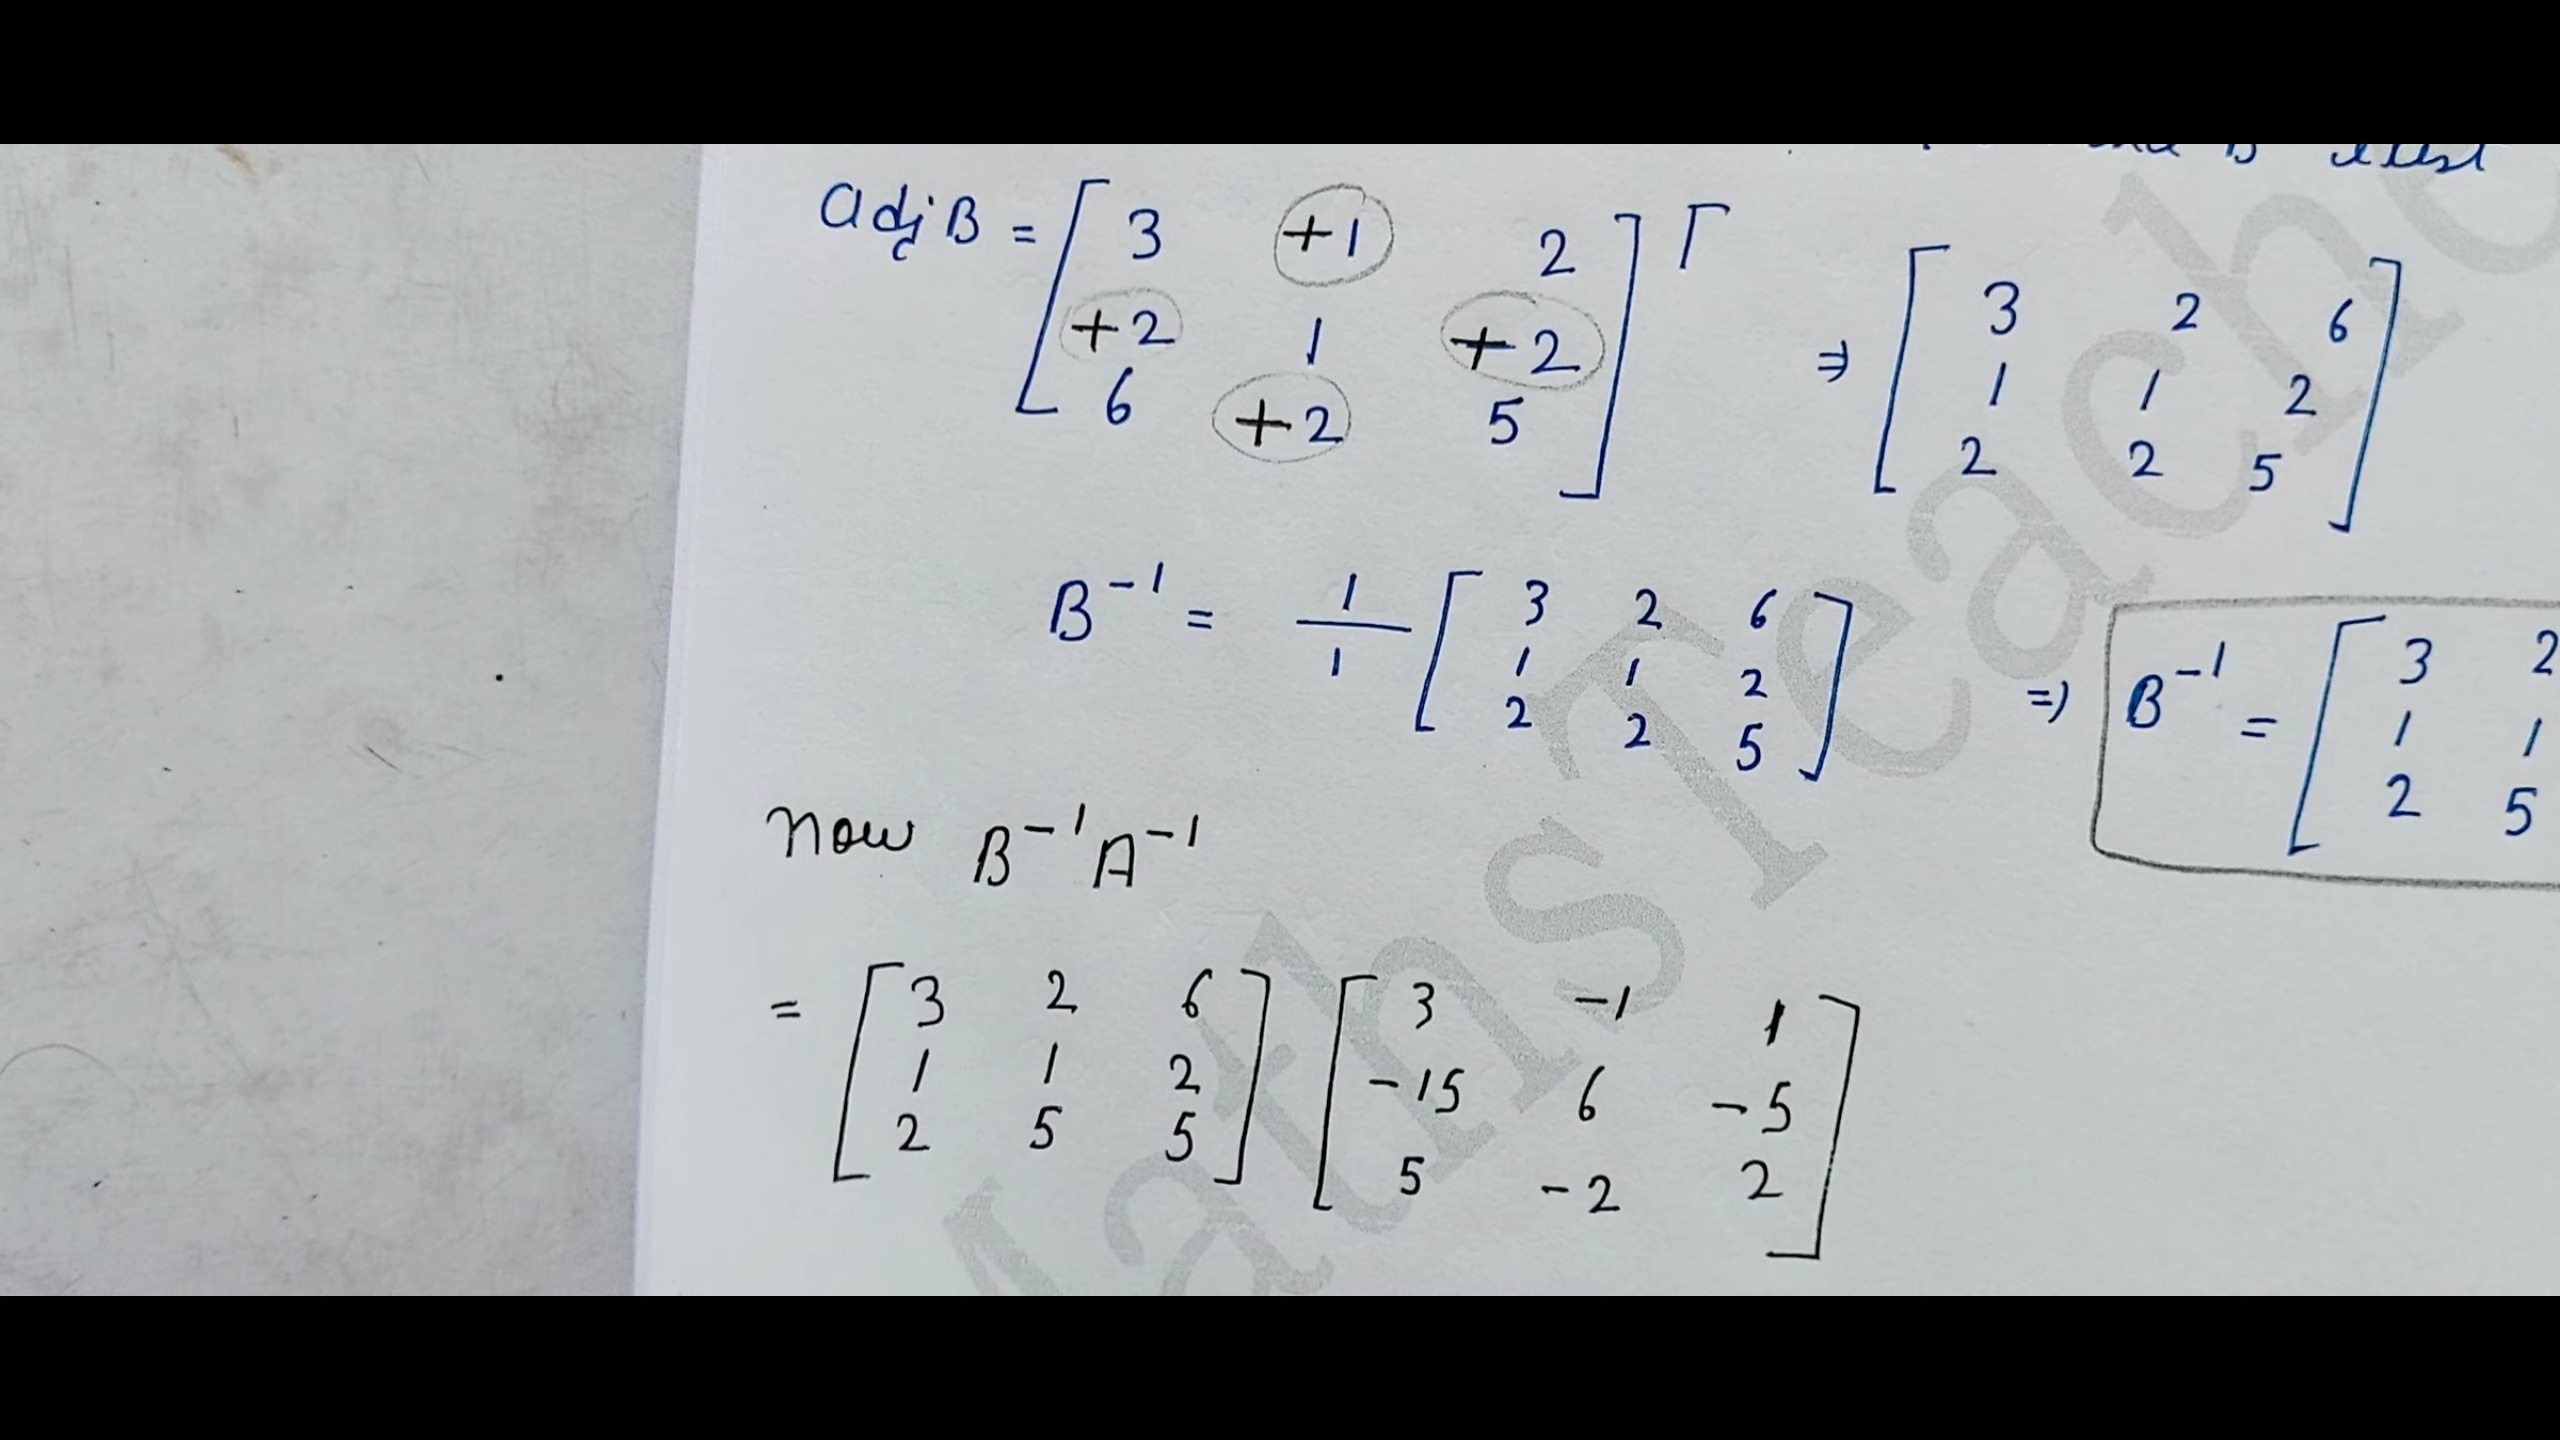 B exist
Adj B = [ 3 +1 2 ] T ⇒ [ 3 2 6 ]
+2 1 +2 1 1 2
6 +2 5 2 2 5
B⁻¹ = 1/1 [ 3 2 6 ] ⇒ B⁻¹ = [ 3 2
1 1 2 1 1
2 2 5 2 5
Now B⁻¹A⁻¹
= [ 3 2 6 ] [ 3 -1 1 ]
1 1 2 -15 6 -5
2 5 5 5 -2 2
Maths Teache